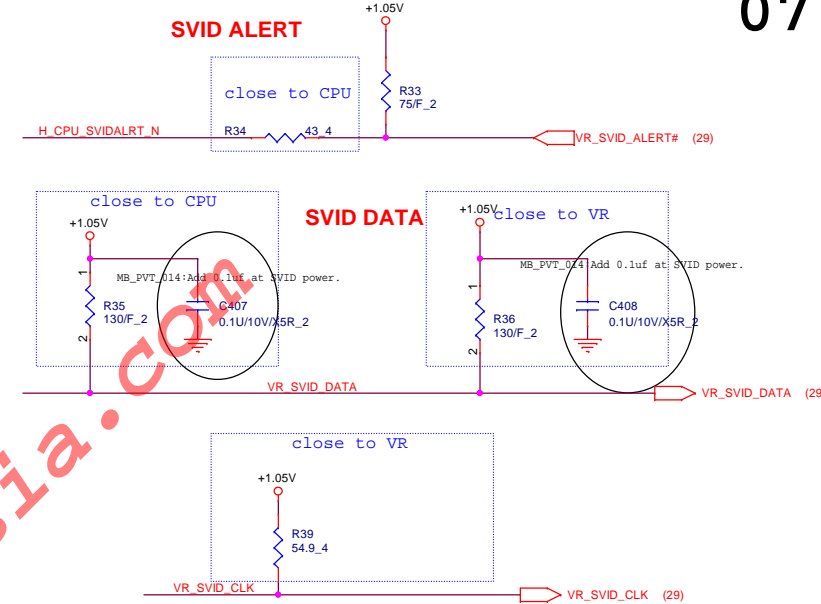 07
+1.05V
SVID ALERT
close to CPU
R33
75/F_2
H_CPU_SVIDALRT_N
R34
43_4
VR_SVID_ALERT# (29)
close to CPU
+1.05V
SVID DATA
+1.05V
close to VR
MB_PVT_014:Add 0.1uf at SVID power.
MB_PVT_014:Add 0.1uf at SVID power.
1
R35
130/F_2
2
C407
0.1U/10V/X5R_2
1
R36
130/F_2
2
C408
0.1U/10V/X5R_2
VR_SVID_DATA
VR_SVID_DATA (29
close to VR
+1.05V
R39
54.9_4
VR_SVID_CLK
VR_SVID_CLK (29)
ia.com